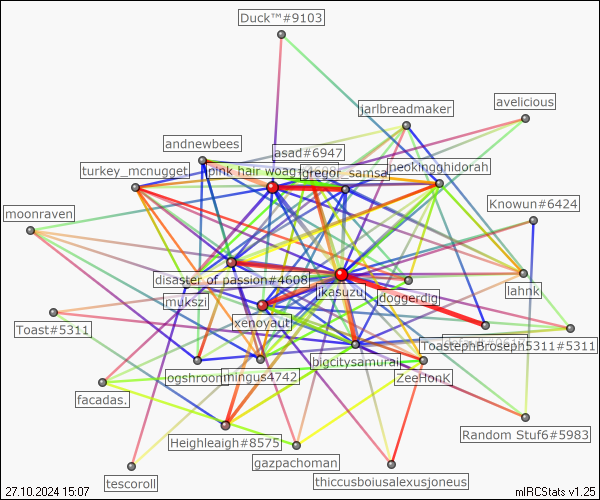 Duck™#9103
avelicious
jarlbreadmaker
andnewbees
asad#6947
turkey_mcnugget
pink hair woag
gregor_samsa
neokingghidorah
Knowun#6424
moonraven
disaster of passion#4608
ikasuzu
joggerdig
lahnk
mukszi
xenovaut
Toast#5311
ToastephBroseph5311#5311
bigcitysamurai
ogshroom
mingus4742
ZeeHonK
facadas.
Heighleaigh#8575
Random Stuf6#5983
gazpachoman
tescoroll
thiccusboiusalexusjoneus
27.10.2024 15:07
mIRCStats v1.25